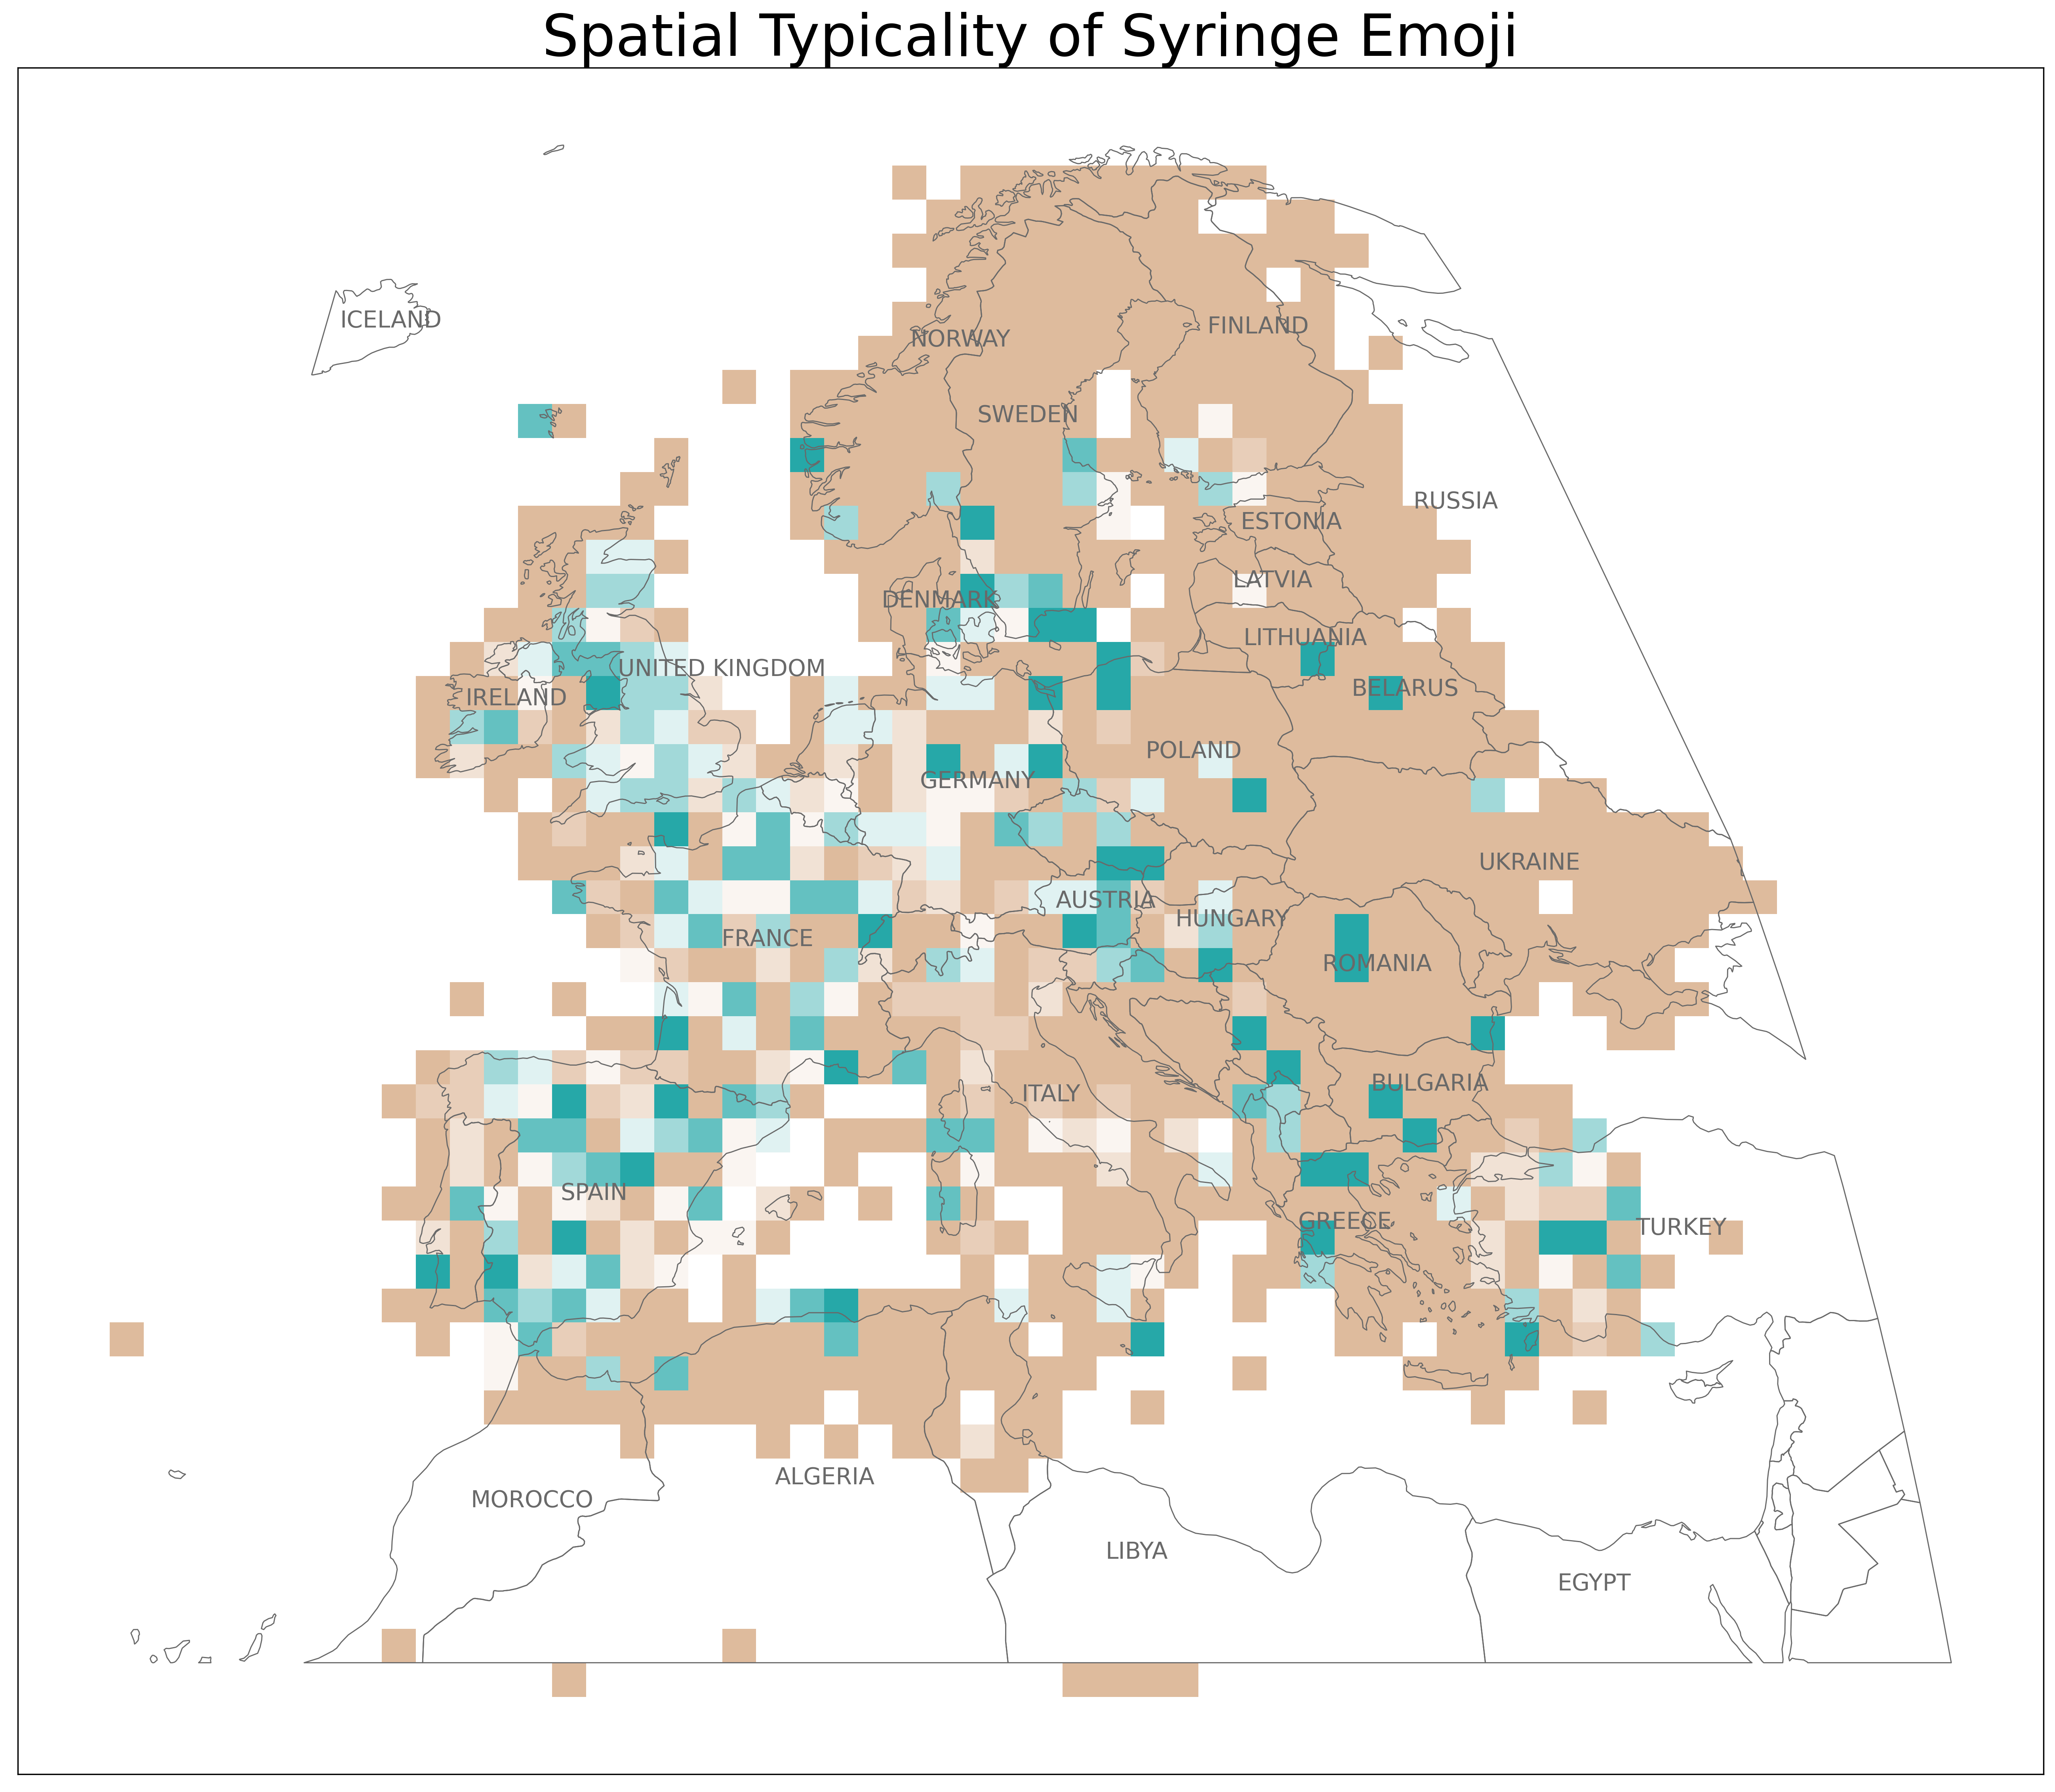 Spatial Typicality of Syringe Emoji
ICELAND
FINLAND
NORWAY
SWEDEN
RUSSIA
ESTONIA
LATVIA
DENMARK
LITHUANIA
UNITED KINGDOM
BELARUS
IRELAND
POLAND
GERMANY
UKRAINE
AUSTRIA
HUNGARY
FRANCE
ROMANIA
BULGARIA
ITALY
SPAIN
GREECE
TURKEY
ALGERIA
MOROCCO
LIBYA
EGYPT